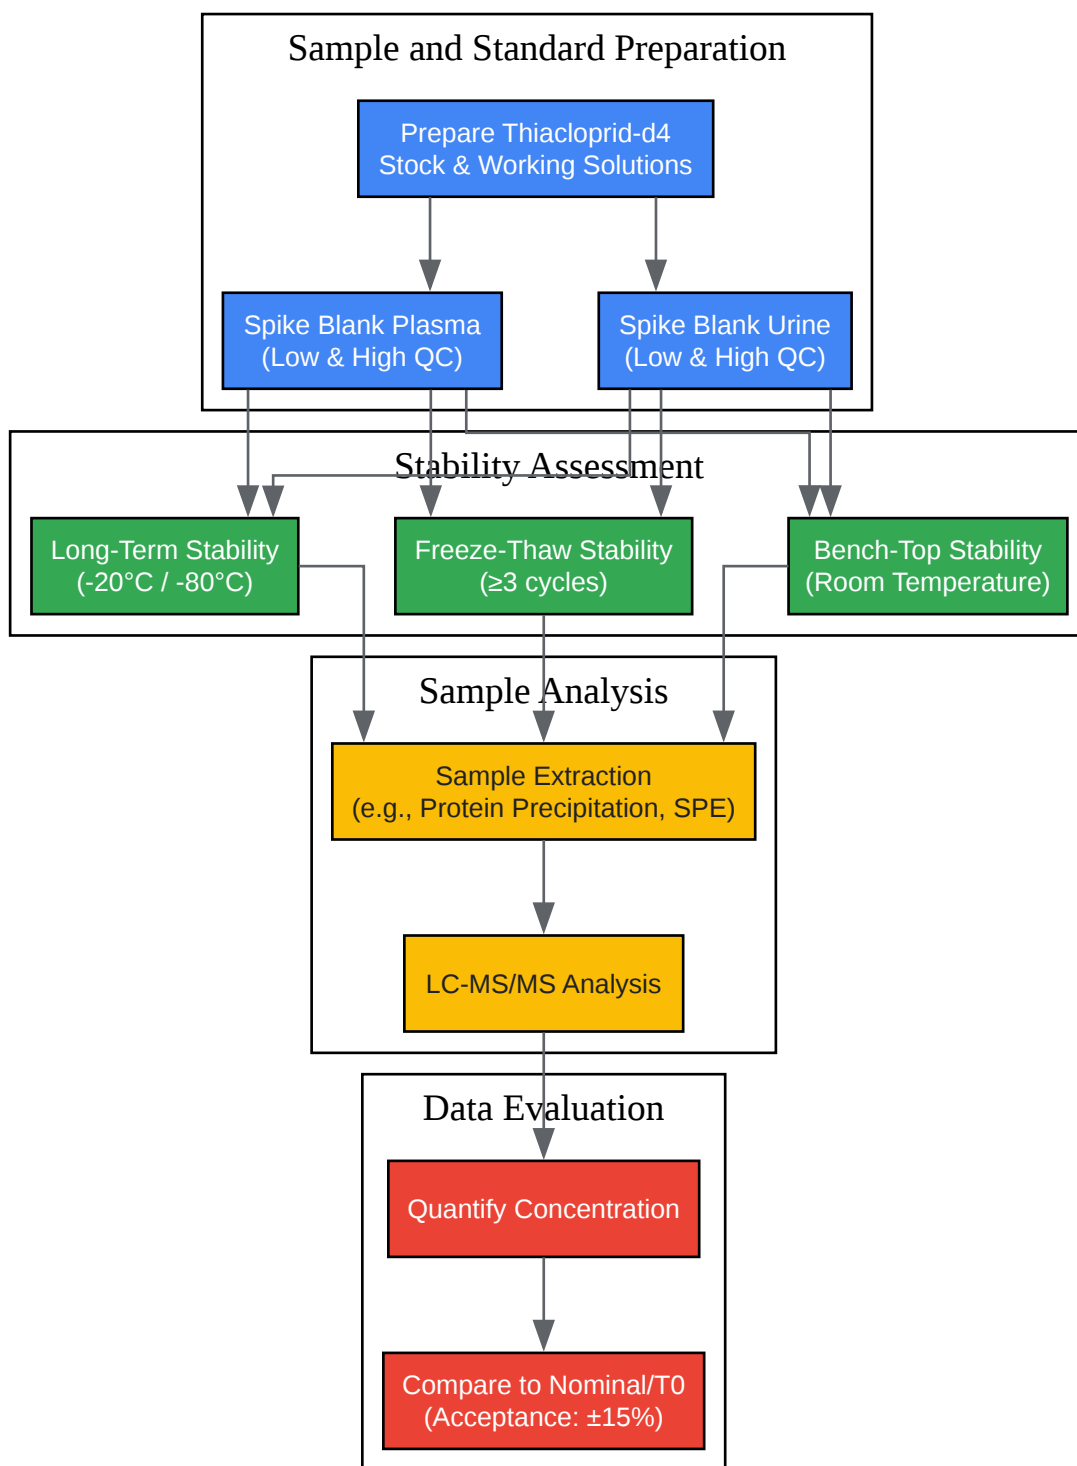 Sample and Standard Preparation
Prepare Thiacloprid-d4
Stock & Working Solutions
Spike Blank Plasma
(Low & High QC)
Spike Blank Urine
(Low & High QC)
Stability Assessment
Long-Term Stability
(-20°C / -80°C)
Freeze-Thaw Stability
(≥3 cycles)
Bench-Top Stability
(Room Temperature)
Sample Analysis
Sample Extraction
(e.g., Protein Precipitation, SPE)
LC-MS/MS Analysis
Data Evaluation
Quantify Concentration
Compare to Nominal/T0
(Acceptance: ±15%)